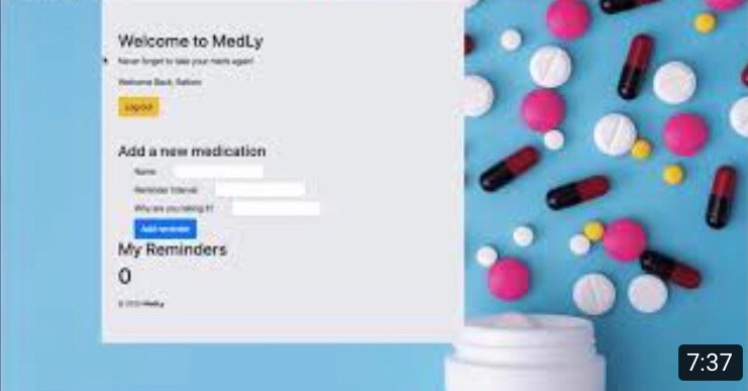 Welcome to MedLy
Never forget to take your meds again!
Welcome Back,
Logout
Add a new medication
Name
Reminder Interval
Why are you taking it?
Add reminder
My Reminders
0
MedLy
7:37